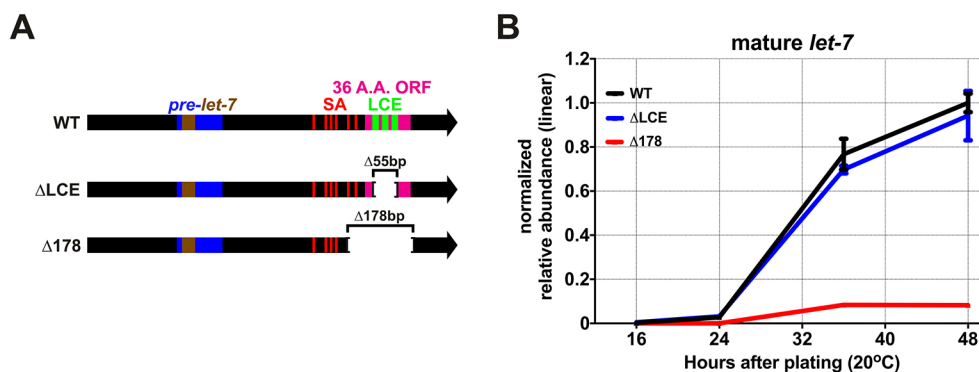 A
36 A.A. ORF
pre-let-7
SA
LCE
WT
Δ55bp
ΔLCE
Δ178bp
Δ178
B
mature let-7
normalized
relative abundance (linear)
1.2
1.0
0.8
0.6
0.4
0.2
0
WT
ΔLCE
Δ178
16
24
32
36
40
48
Hours after plating (20°C)